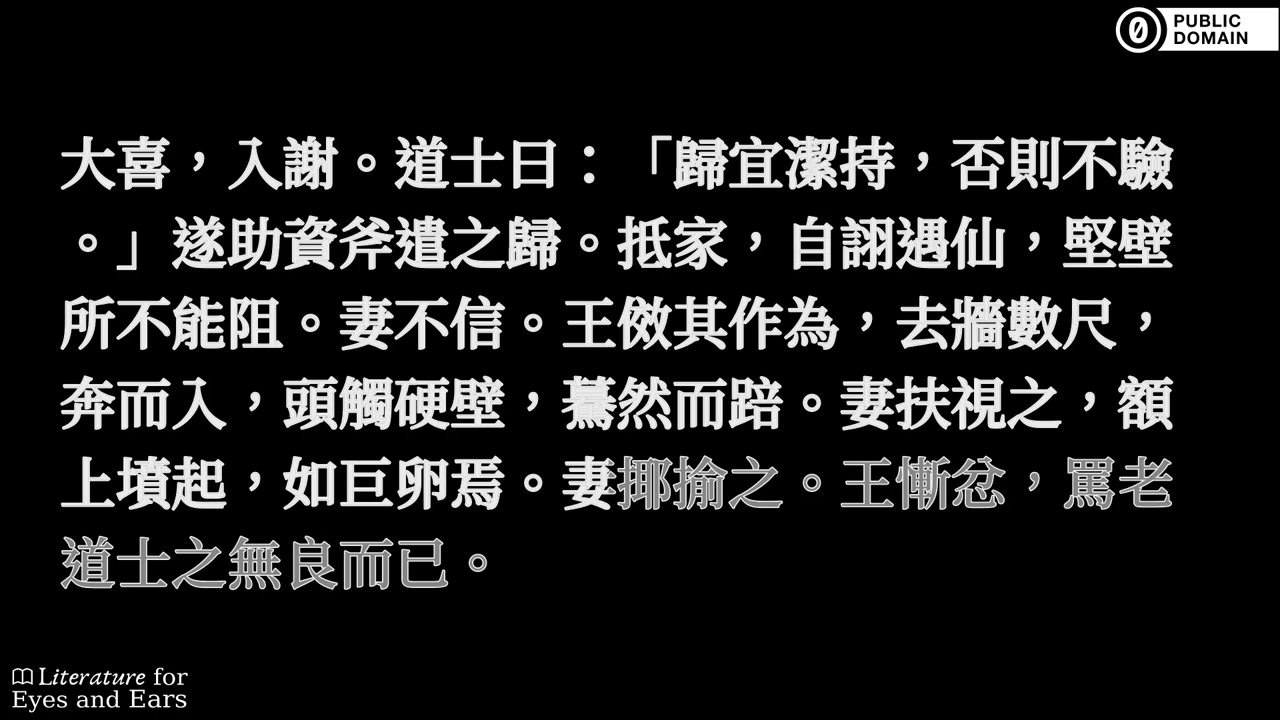 PUBLIC
DOMAIN
大喜，入謝。道士曰：「歸宜潔持，否則不驗
。」遂助資斧遣之歸。抵家，自詡遇仙，堅壁
所不能阻。妻不信。王傚其作為，去牆數尺，
奔而入，頭觸硬壁，驀然而踣。妻扶視之，額
上墳起，如巨卵焉。妻揶揄之。王慚忿，罵老
道士之無良而已。
Literature for
Eyes and Ears